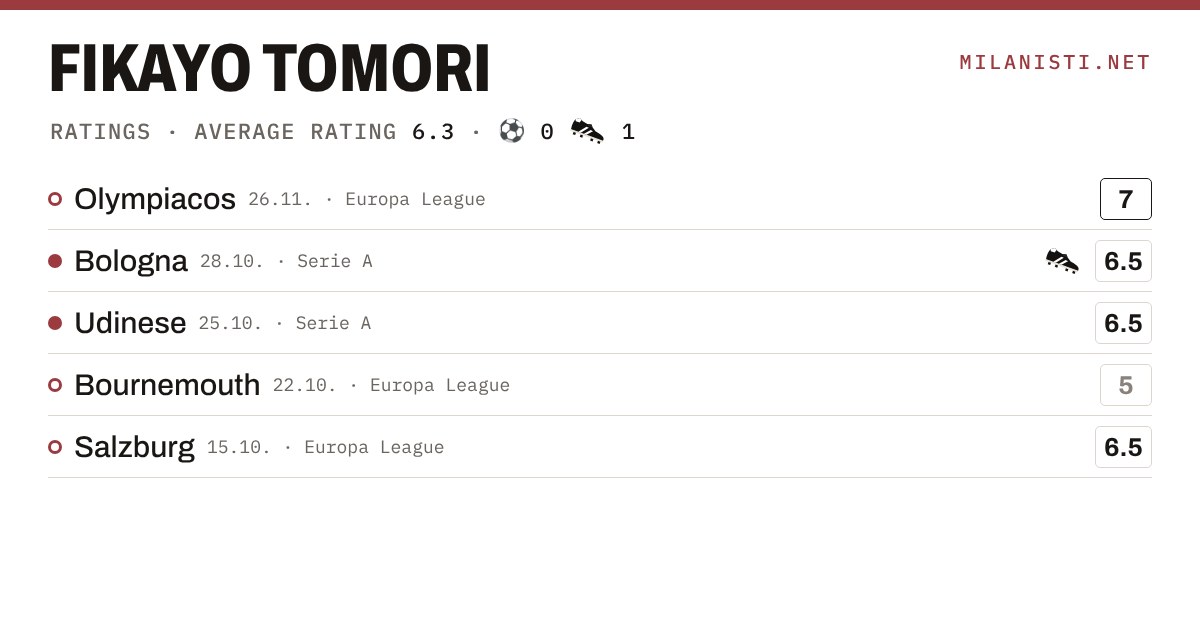 FIKAYO TOMORI
MILANISTI.NET
RATINGS · AVERAGE RATING 6.3 · ⚽ 0 1
Olympiacos 26.11. · Europa League 7
Bologna 28.10. · Serie A 6.5
Udinese 25.10. · Serie A 6.5
Bournemouth 22.10. · Europa League 5
Salzburg 15.10. · Europa League 6.5